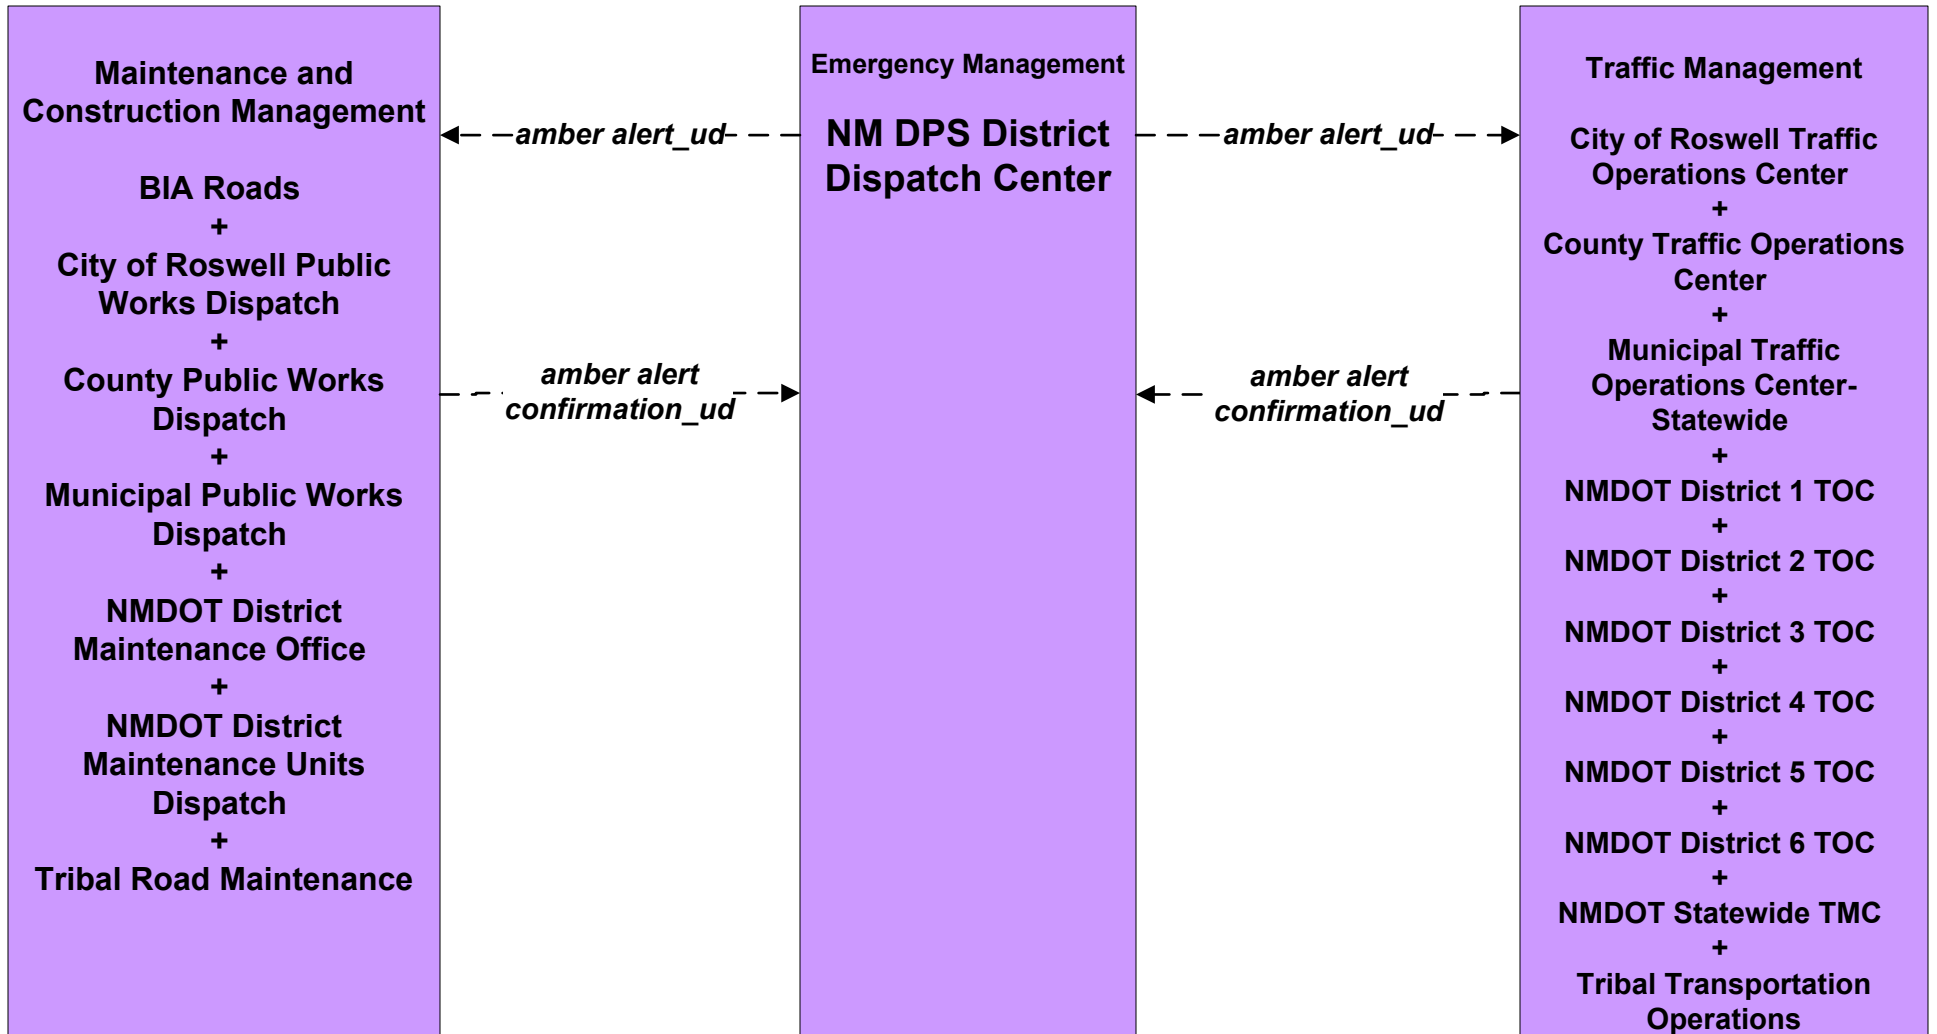 Maintenance and
Construction Management
BIA Roads
+
City of Roswell Public
Works Dispatch
+
County Public Works
Dispatch
+
Municipal Public Works
Dispatch
+
NMDOT District
Maintenance Office
+
NMDOT District
Maintenance Units
Dispatch
+
Tribal Road Maintenance
amber alert_ud
amber alert
confirmation_ud
Emergency Management
NM DPS District
Dispatch Center
amber alert_ud
amber alert
confirmation_ud
Traffic Management
City of Roswell Traffic
Operations Center
+
County Traffic Operations
Center
+
Municipal Traffic
Operations Center-
Statewide
+
NMDOT District 1 TOC
+
NMDOT District 2 TOC
+
NMDOT District 3 TOC
+
NMDOT District 4 TOC
+
NMDOT District 5 TOC
+
NMDOT District 6 TOC
+
NMDOT Statewide TMC
+
Tribal Transportation
Operations